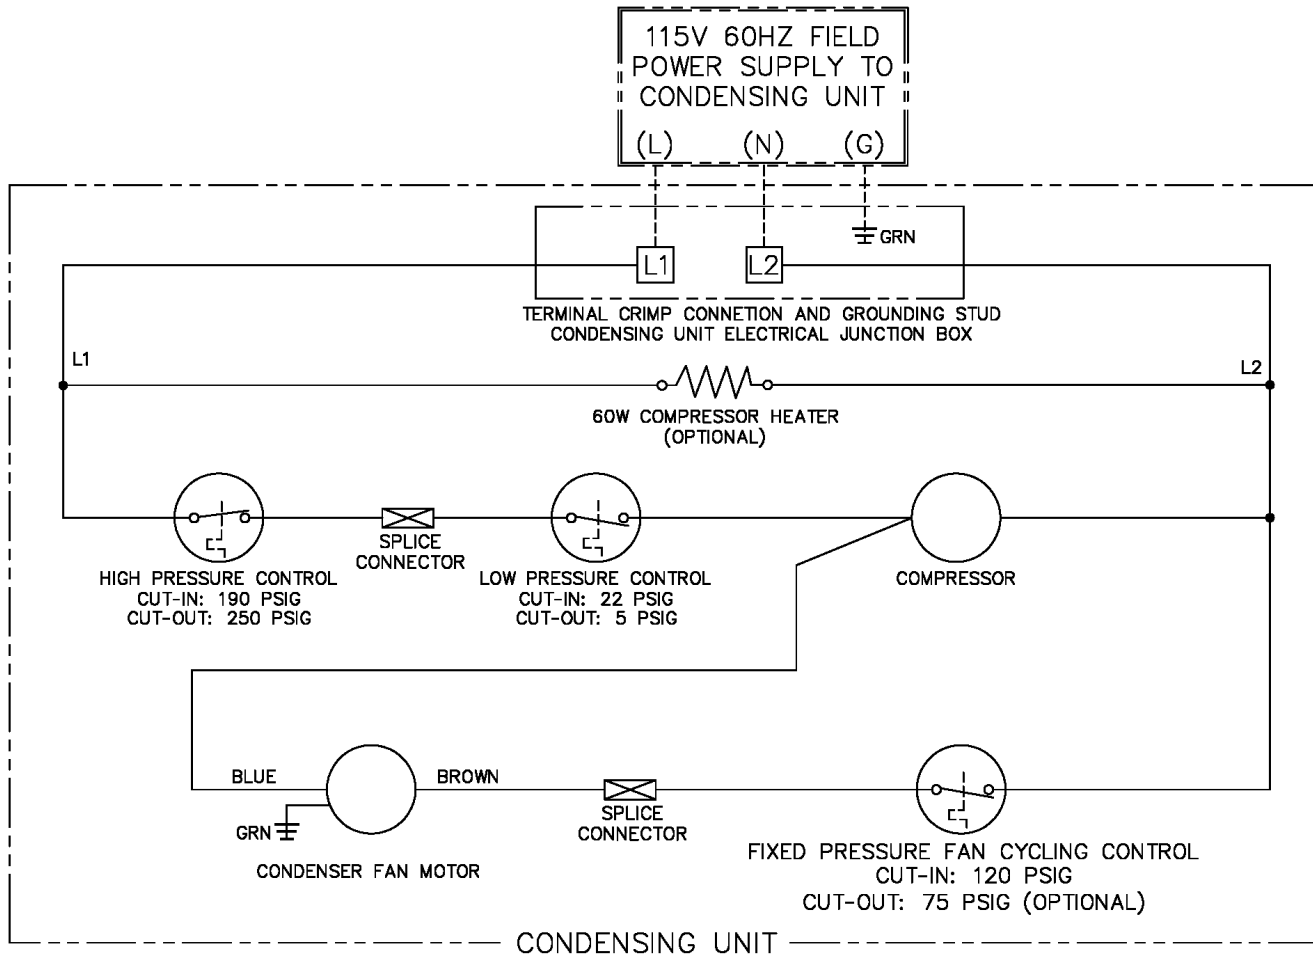 115V 60HZ FIELD
POWER SUPPLY TO
CONDENSING UNIT
(L) (N) (G)
GRN
L1 L2
TERMINAL CRIMP CONNETION AND GROUNDING STUD
CONDENSING UNIT ELECTRICAL JUNCTION BOX
L1
L2
60W COMPRESSOR HEATER
(OPTIONAL)
HIGH PRESSURE CONTROL
CUT-IN: 190 PSIG
CUT-OUT: 250 PSIG
SPLICE
CONNECTOR
LOW PRESSURE CONTROL
CUT-IN: 22 PSIG
CUT-OUT: 5 PSIG
COMPRESSOR
BLUE
BROWN
GRN
CONDENSER FAN MOTOR
SPLICE
CONNECTOR
FIXED PRESSURE FAN CYCLING CONTROL
CUT-IN: 120 PSIG
CUT-OUT: 75 PSIG (OPTIONAL)
CONDENSING UNIT